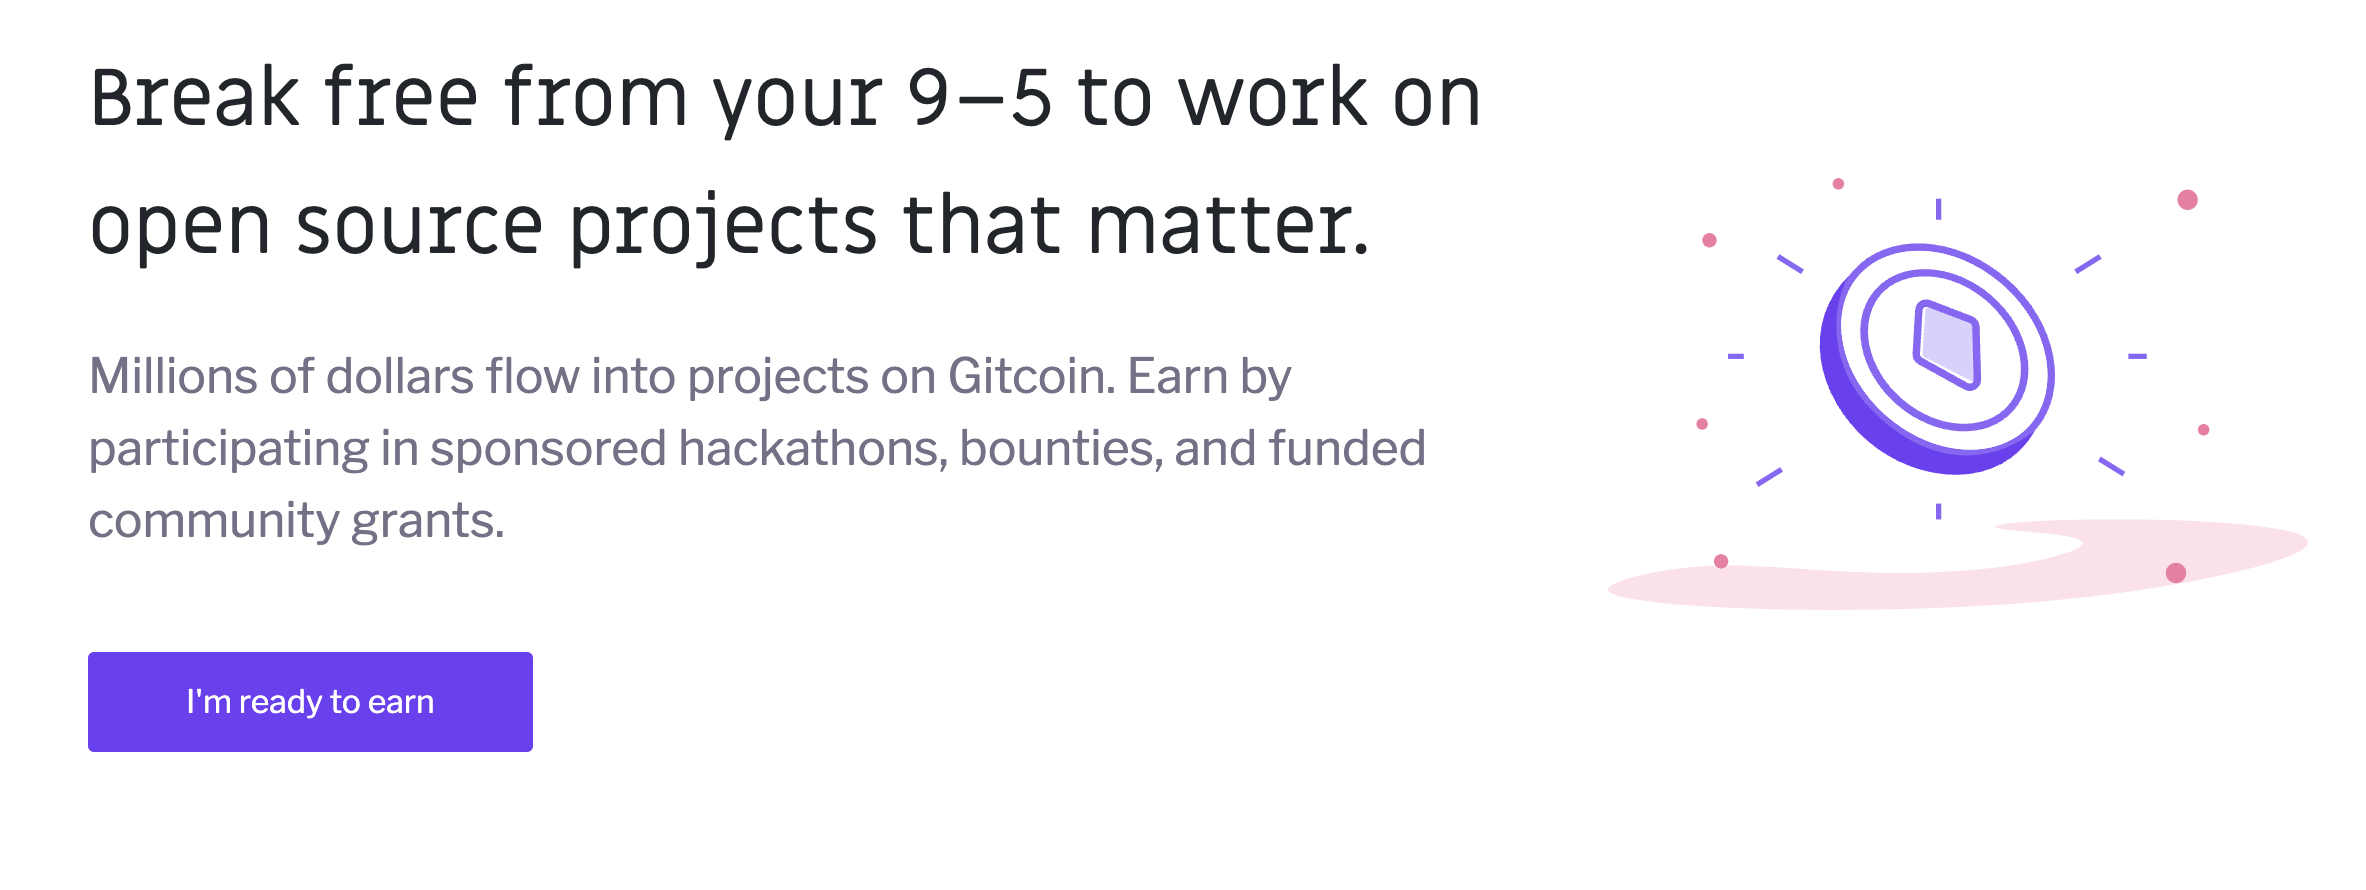 Break free from your 9–5 to work on
open source projects that matter.
Millions of dollars flow into projects on Gitcoin. Earn by
participating in sponsored hackathons, bounties, and funded
community grants.
I'm ready to earn